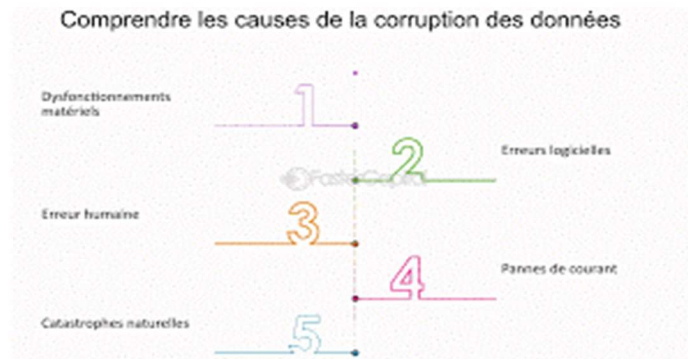 Comprendre les causes de la corruption des données
1
Dysfonctionnements
matériels
2
Erreurs logicielles
FasterCapital
3
Erreur humaine
4
Pannes de courant
5
Catastrophes naturelles